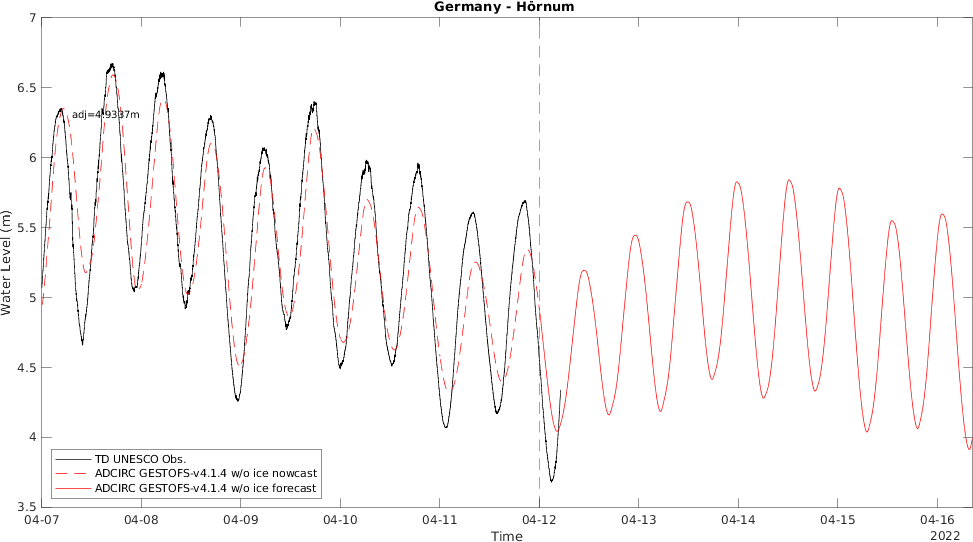 Germany - Hörnum
7
6.5
6
5.5
5
4.5
4
3.5
Water Level (m)
adj=4.9337m
TD UNESCO Obs.
ADCIRC GESTOFS-v4.1.4 w/o ice nowcast
ADCIRC GESTOFS-v4.1.4 w/o ice forecast
04-07 04-08 04-09 04-10 04-11 04-12 04-13 04-14 04-15 04-16
Time
2022